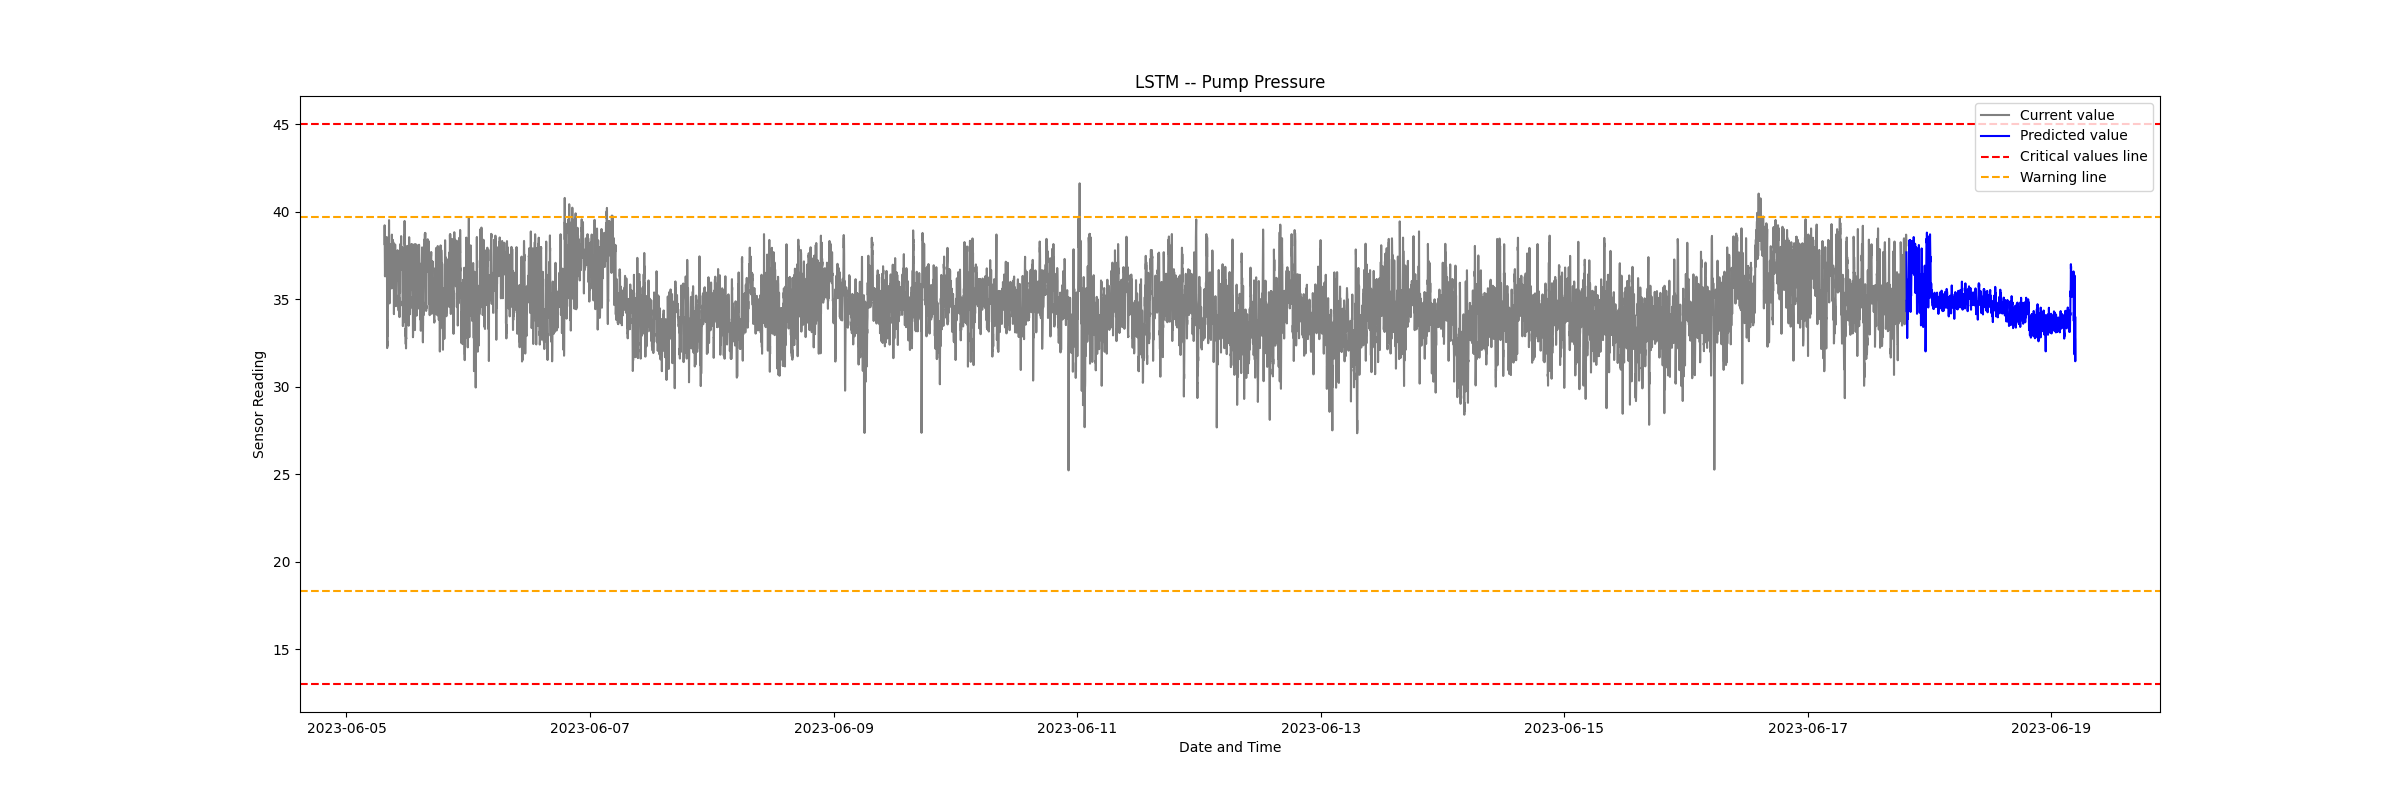 LSTM -- Pump Pressure
45
40
35
30
25
20
15
Sensor Reading
Current value
Predicted value
Critical values line
Warning line
2023-06-05 2023-06-07 2023-06-09 2023-06-11 2023-06-13 2023-06-15 2023-06-17 2023-06-19
Date and Time